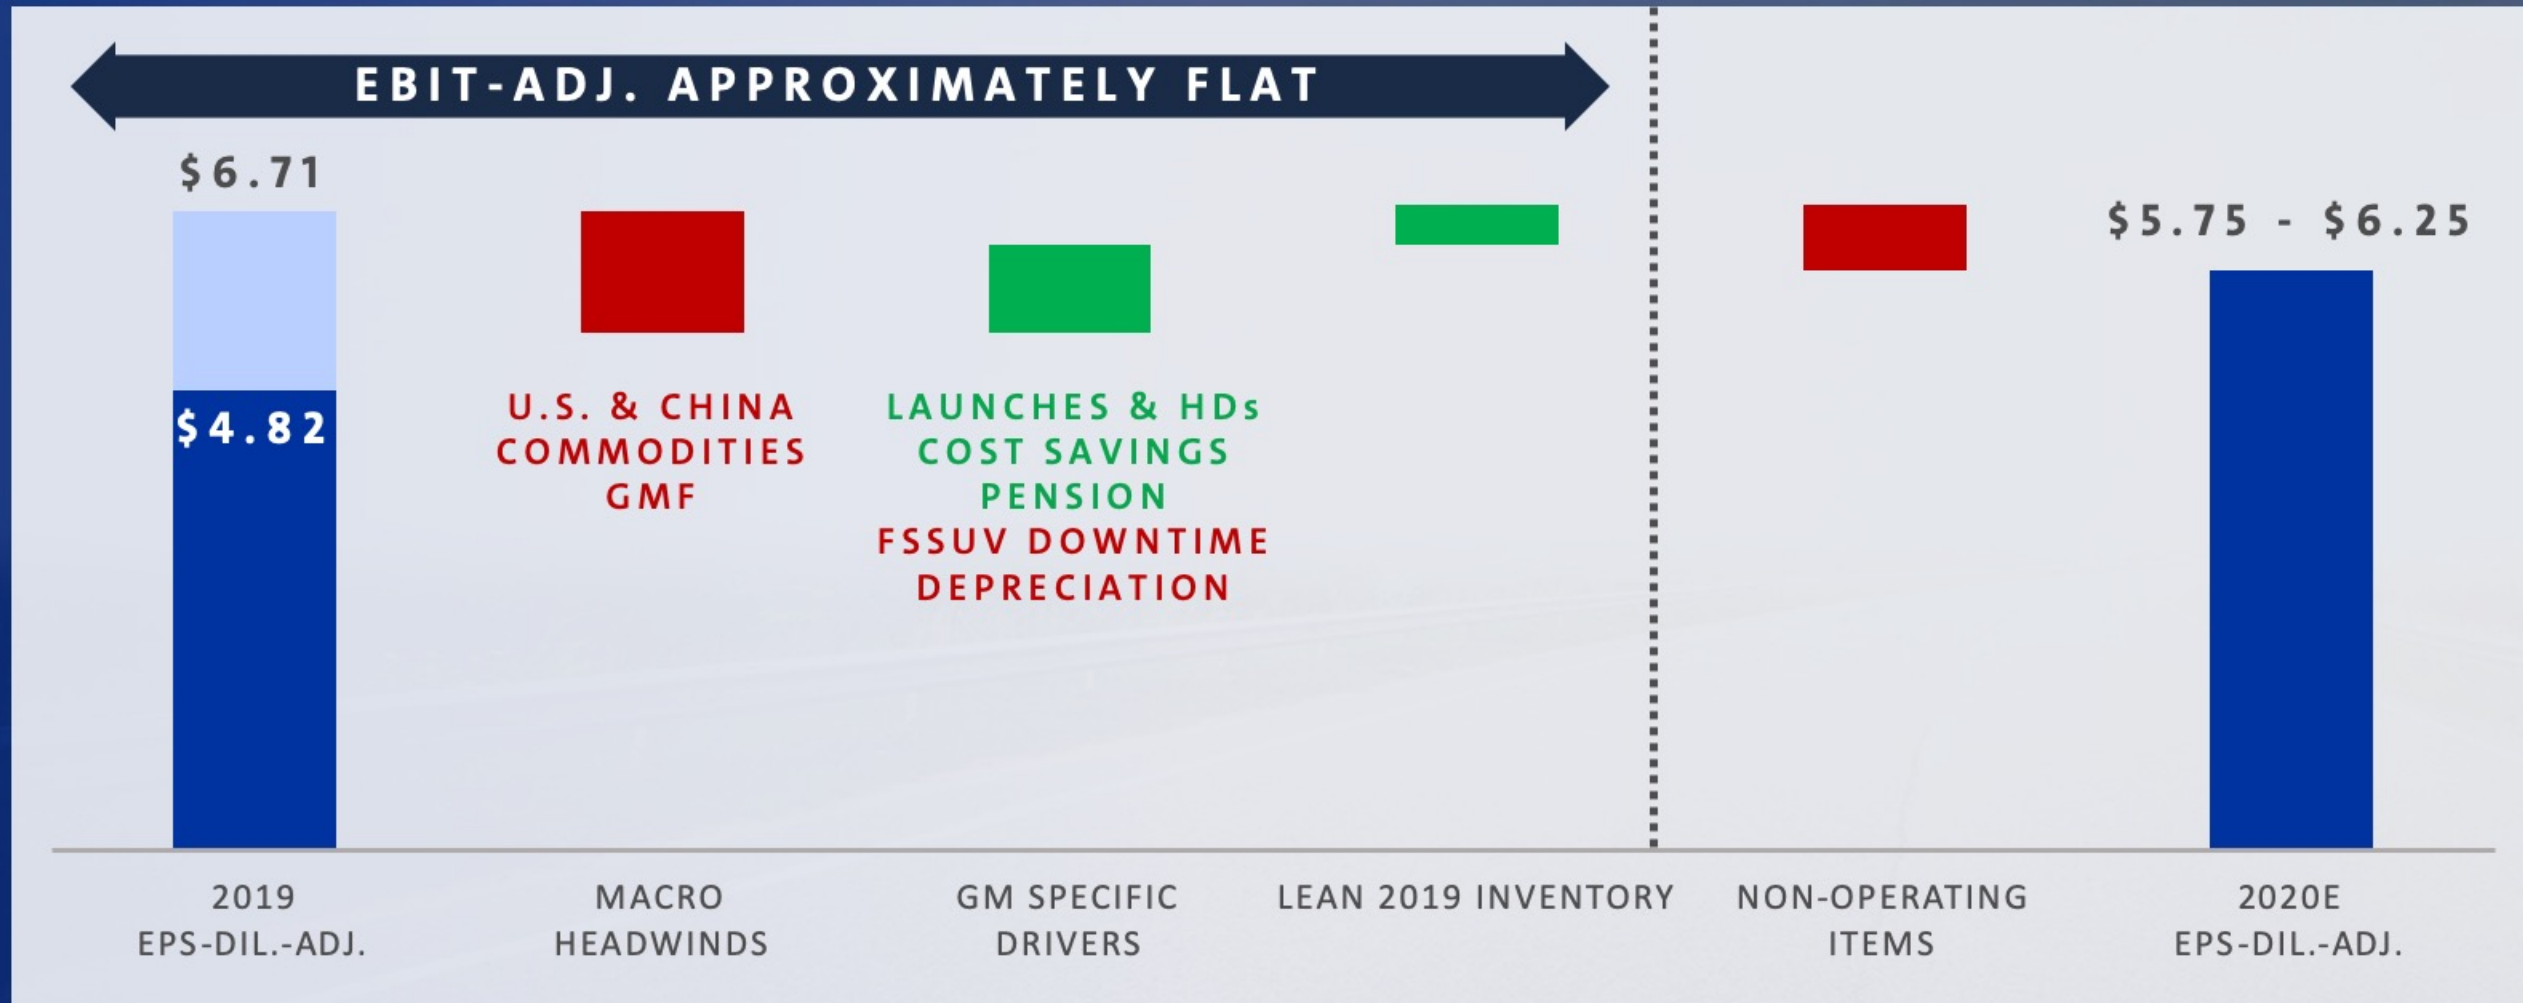 EBIT-ADJ. APPROXIMATELY FLAT
$6.71
$4.82
U.S. & CHINA
COMMODITIES
GMF
LAUNCHES & HDs
COST SAVINGS
PENSION
FSSUV DOWNTIME
DEPRECIATION
$5.75 - $6.25
2019
EPS-DIL.-ADJ.
MACRO
HEADWINDS
GM SPECIFIC
DRIVERS
LEAN 2019 INVENTORY
NON-OPERATING
ITEMS
2020E
EPS-DIL.-ADJ.